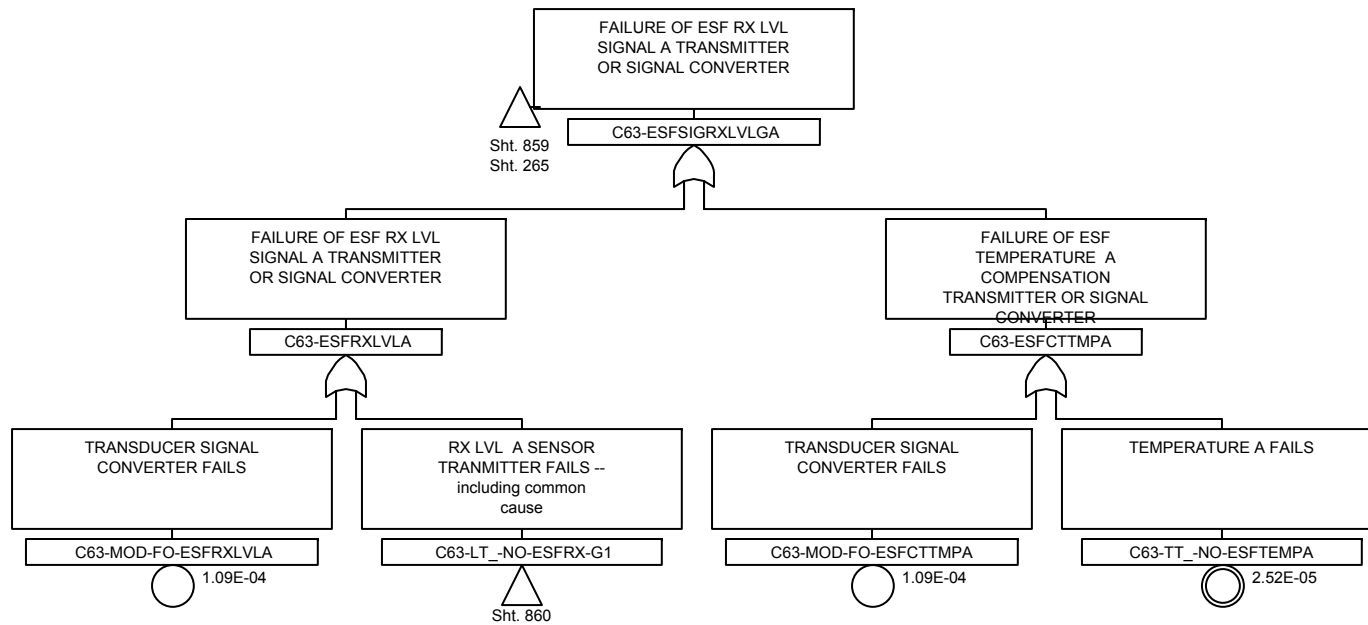 FAILURE OF ESF RX LVL
SIGNAL A TRANSMITTER
OR SIGNAL CONVERTER
C63-ESFSIGRXLVLGA
Sht. 859
Sht. 265
FAILURE OF ESF RX LVL
SIGNAL A TRANSMITTER
OR SIGNAL CONVERTER
C63-ESFRXLVLA
FAILURE OF ESF
TEMPERATURE A
COMPENSATION
TRANSMITTER OR SIGNAL
CONVERTER
C63-ESFCTTMPA
TRANSDUCER SIGNAL
CONVERTER FAILS
C63-MOD-FO-ESFRXLVLA
1.09E-04
RX LVL A SENSOR
TRANMITTER FAILS --
including common
cause
C63-LT_-NO-ESFRX-G1
Sht. 860
TRANSDUCER SIGNAL
CONVERTER FAILS
C63-MOD-FO-ESFCTTMPA
1.09E-04
TEMPERATURE A FAILS
C63-TT_-NO-ESFTEMPA
2.52E-05